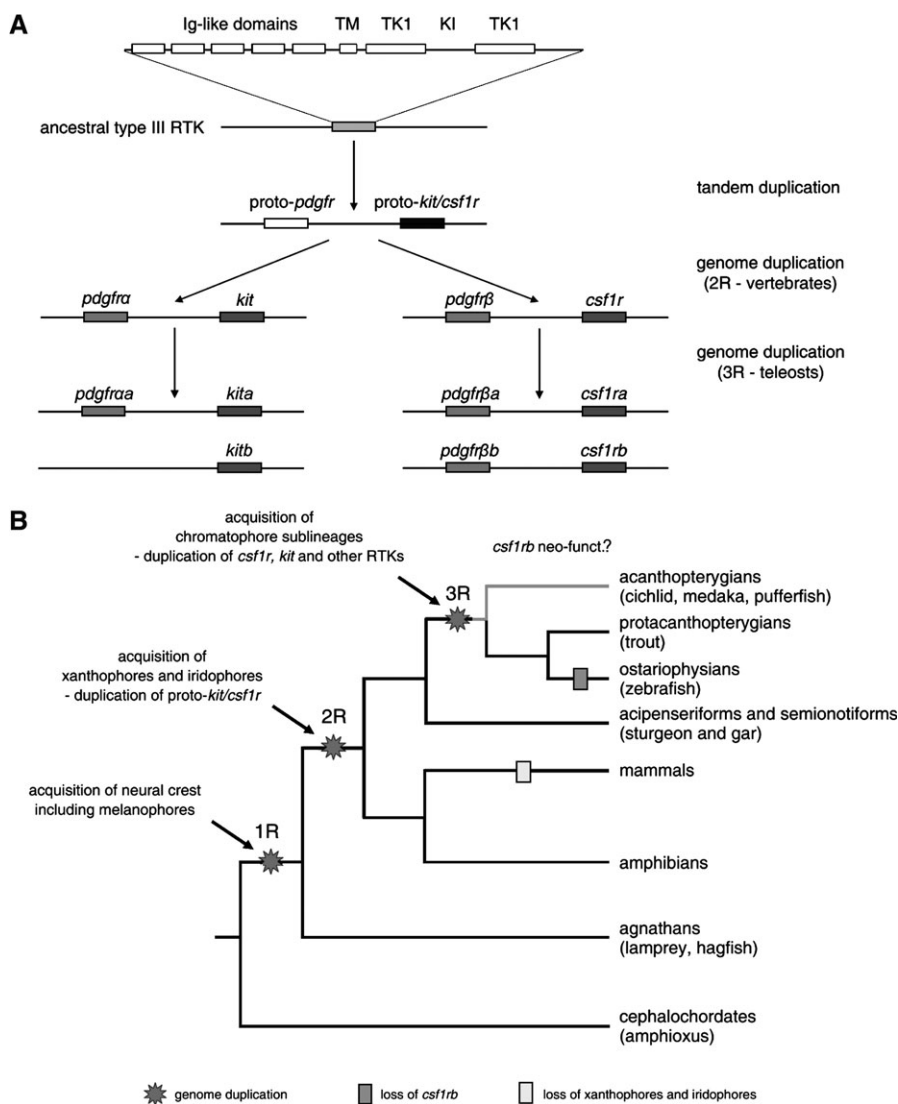 A
Ig-like domains TM TK1 KI TK1
ancestral type III RTK
tandem duplication
proto-pdgfr proto-kit/csf1r
genome duplication
(2R - vertebrates)
pdgfrα kit pdgfrβ csf1r
genome duplication
(3R - teleosts)
pdgfrαa kita pdgfrβa csf1ra
kitb pdgfrβb csf1rb
B
acquisition of
chromatophore sublineages
- duplication of csf1r, kit and other RTKs
csf1rb neo-funct.?
3R
acanthopterygians
(cichlid, medaka, pufferfish)
protacanthopterygians
(trout)
ostariophysians
(zebrafish)
acquisition of
xanthophores and iridophores
- duplication of proto-kit/csf1r
2R
acipenseriforms and semionotiforms
(sturgeon and gar)
mammals
acquisition of neural crest
including melanophores
1R
amphibians
agnathans
(lamprey, hagfish)
cephalochordates
(amphioxus)
genome duplication loss of csf1rb loss of xanthophores and iridophores